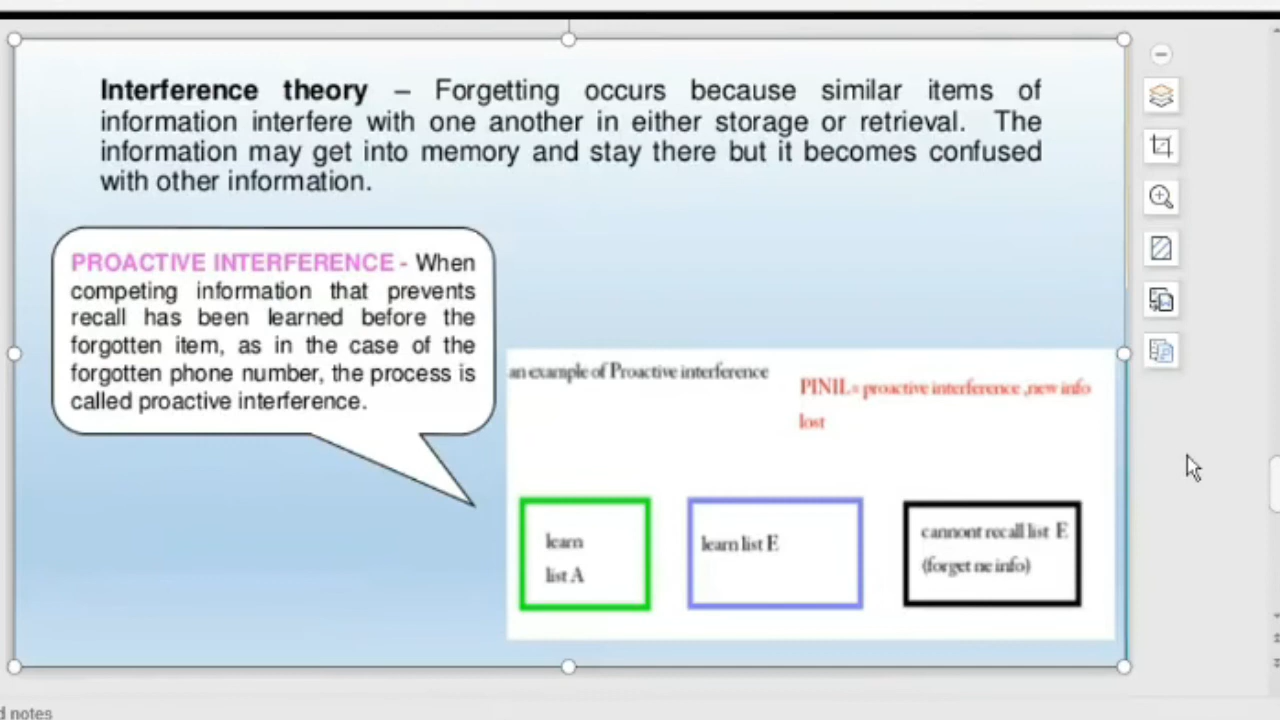 Interference theory – Forgetting occurs because similar items of
information interfere with one another in either storage or retrieval. The
information may get into memory and stay there but it becomes confused
with other information.
PROACTIVE INTERFERENCE - When
competing information that prevents
recall has been learned before the
forgotten item, as in the case of the
forgotten phone number, the process is
called proactive interference.
an example of Proactive interference
PINIL= proactive interference ,new info
lost
learn
list A
learn list E
cannont recall list E
(forget ne info)
d notes